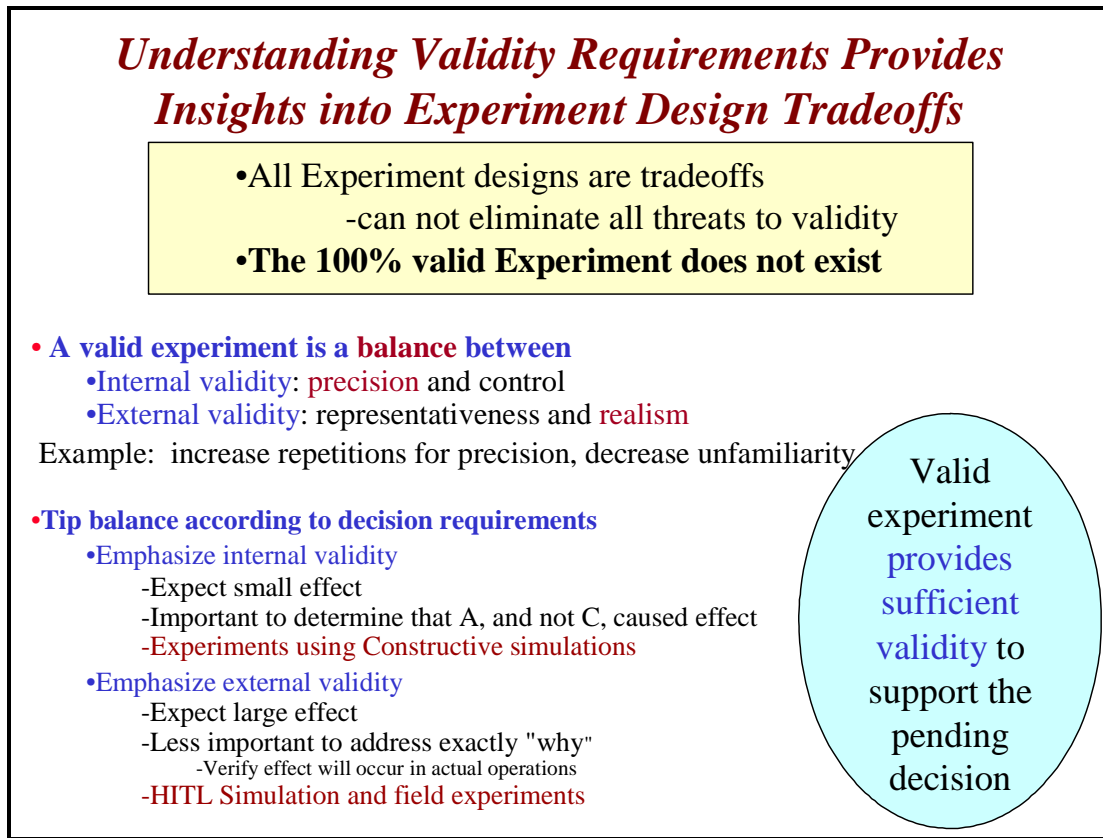 Understanding Validity Requirements Provides
Insights into Experiment Design Tradeoffs
•All Experiment designs are tradeoffs
-can not eliminate all threats to validity
•The 100% valid Experiment does not exist
• A valid experiment is a balance between
•Internal validity: precision and control
•External validity: representativeness and realism
Example: increase repetitions for precision, decrease unfamiliarity
•Tip balance according to decision requirements
•Emphasize internal validity
-Expect small effect
-Important to determine that A, and not C, caused effect
-Experiments using Constructive simulations
•Emphasize external validity
-Expect large effect
-Less important to address exactly "why"
-Verify effect will occur in actual operations
-HITL Simulation and field experiments
Valid
experiment
provides
sufficient
validity to
support the
pending
decision